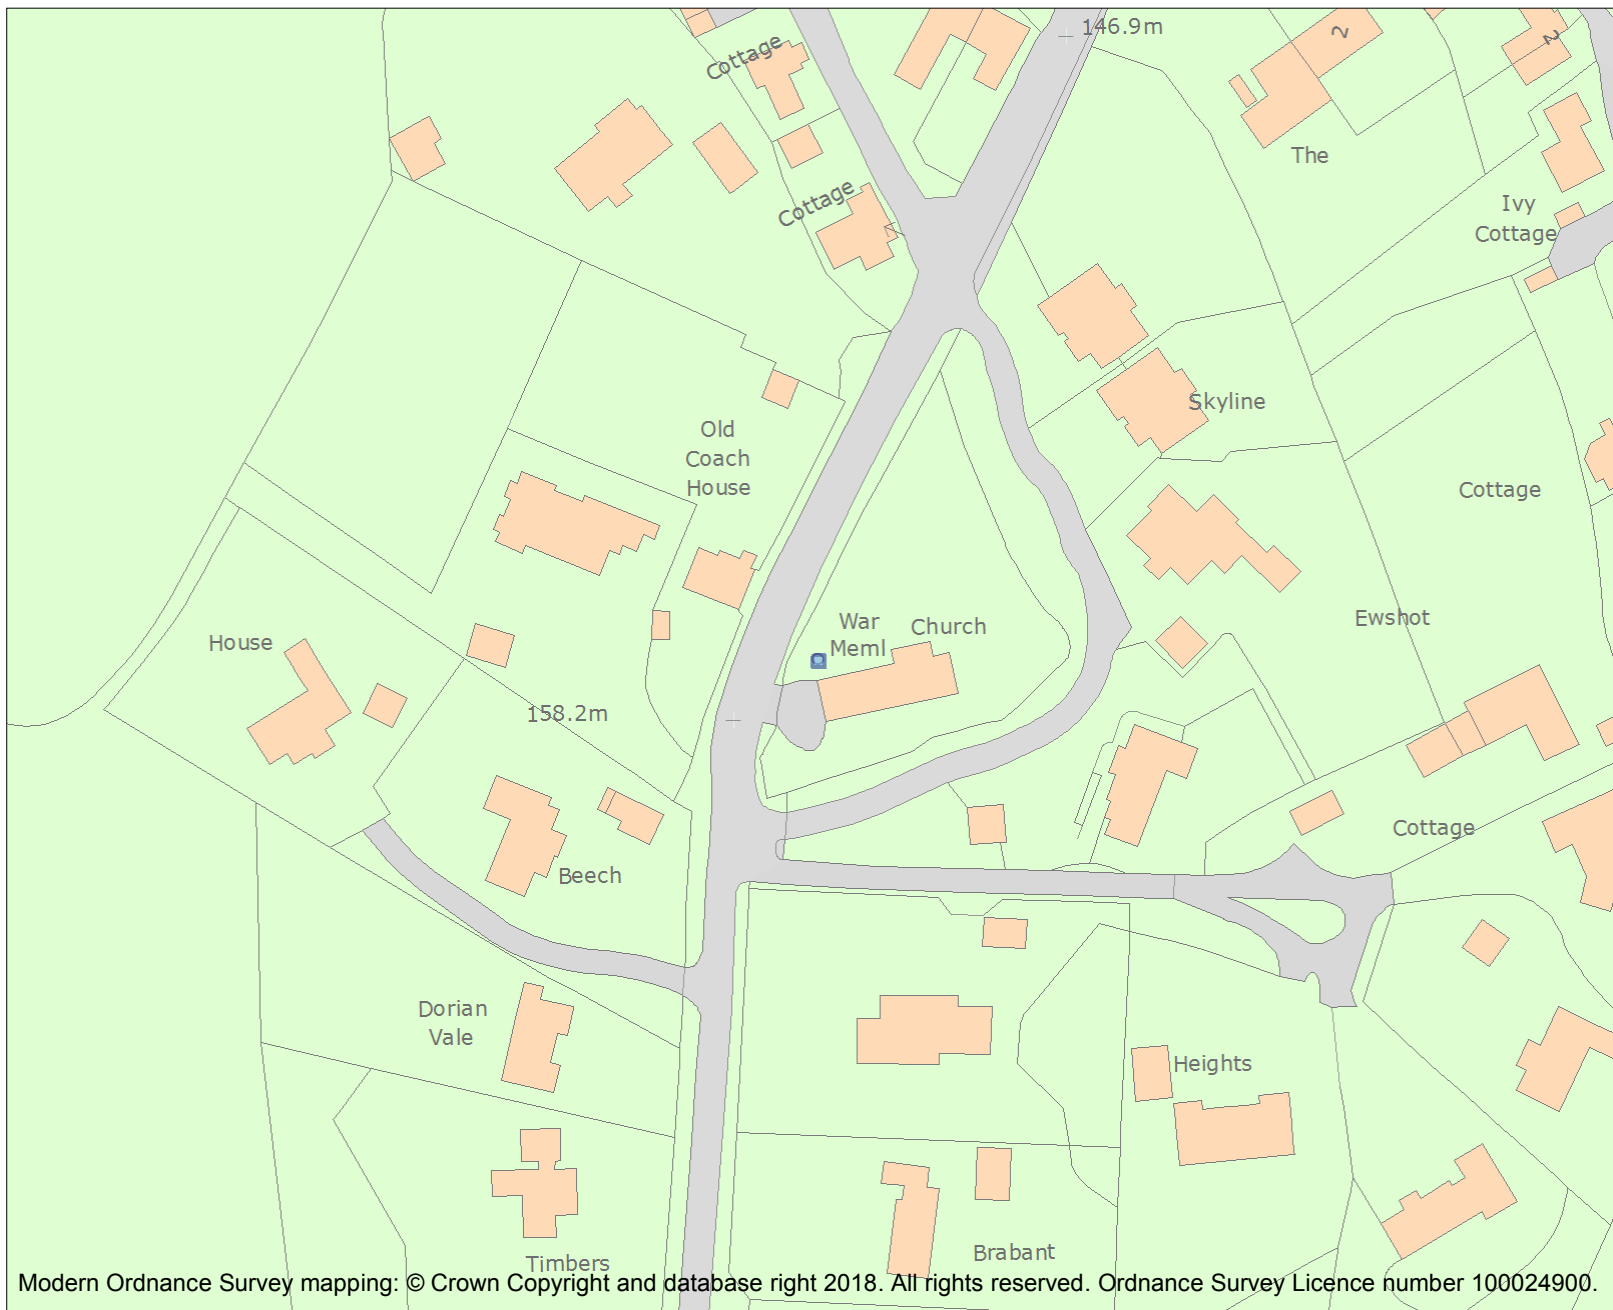 146.9m
Cottage
2
2
The
Cottage
Ivy
Cottage
Skyline
Old
Coach
House
Cottage
War
Meml
Church
Ewshot
House
158.2m
Cottage
Beech
Dorian
Vale
Heights
Brabant
Timbers
Modern Ordnance Survey mapping: © Crown Copyright and database right 2018. All rights reserved. Ordnance Survey Licence number 100024900.